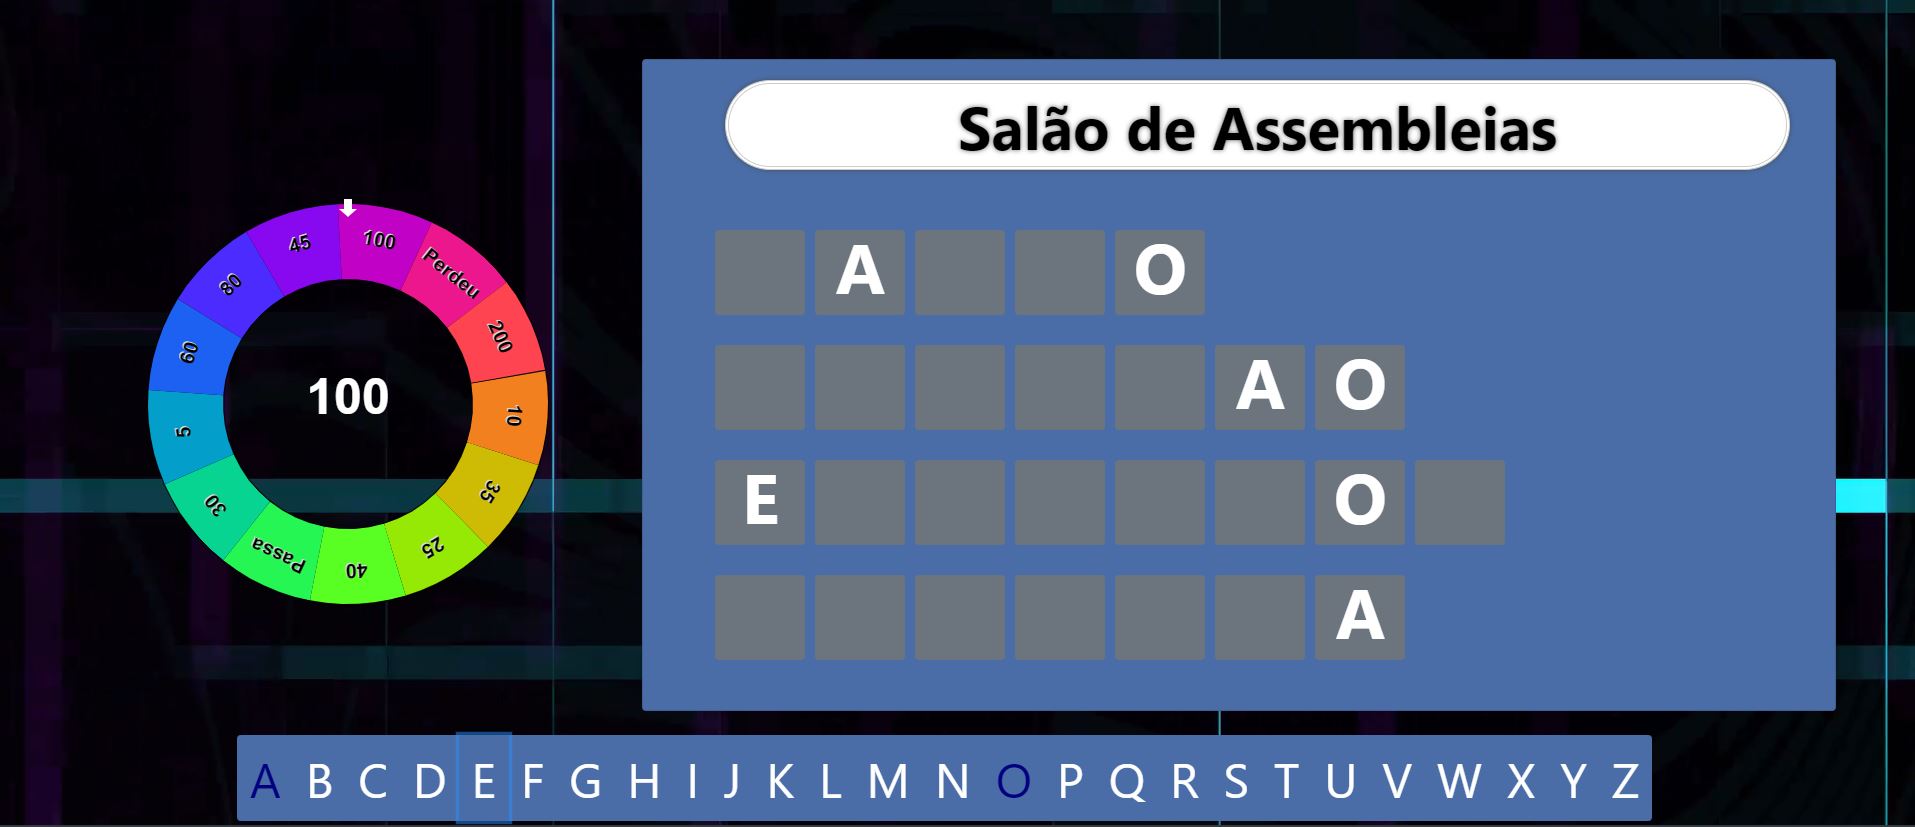 Salão de Assembleias
A O
A O
E O
A
100
100
Perdeu
200
10
35
25
40
Passa
30
5
60
80
45
A B C D E F G H I J K L M N O P Q R S T U V W X Y Z